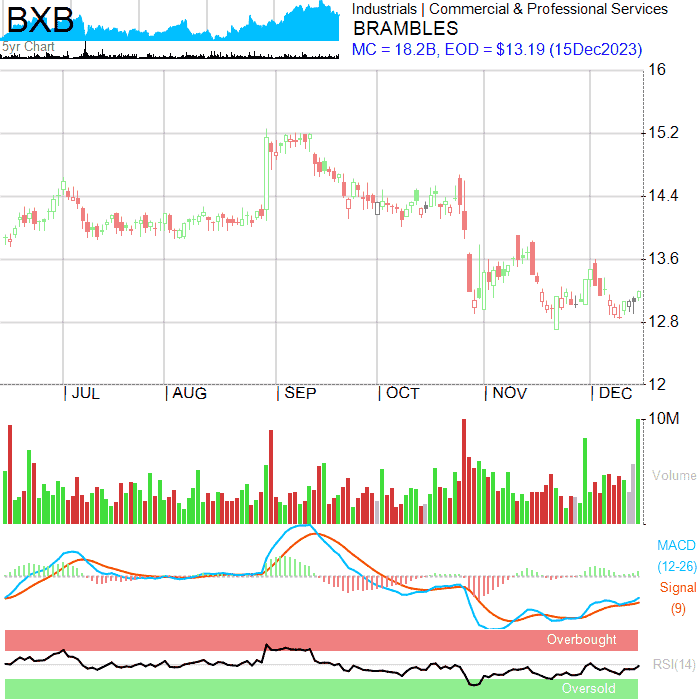 BXB
5yr Chart
Industrials | Commercial & Professional Services
BRAMBLES
MC = 18.2B, EOD = $13.19 (15Dec2023)
16
15.2
14.4
13.6
12.8
12
JUL AUG SEP OCT NOV DEC
10M
Volume
MACD
(12-26)
Signal
(9)
Overbought
RSI(14)
Oversold